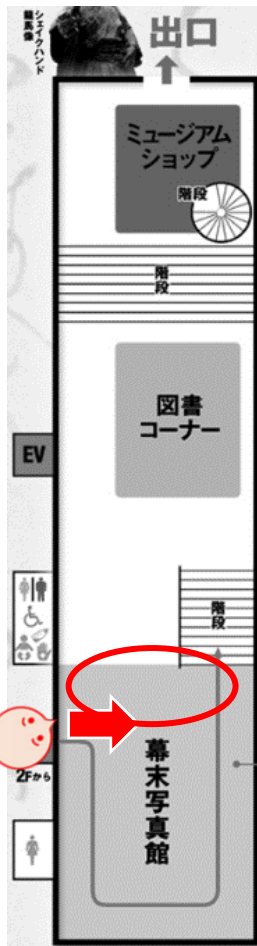 シェイクハンド
龍馬像
出口
ミュージアム
ショップ
階段
階段
図書
コーナー
EV
階段
幕末写真館
2Fから